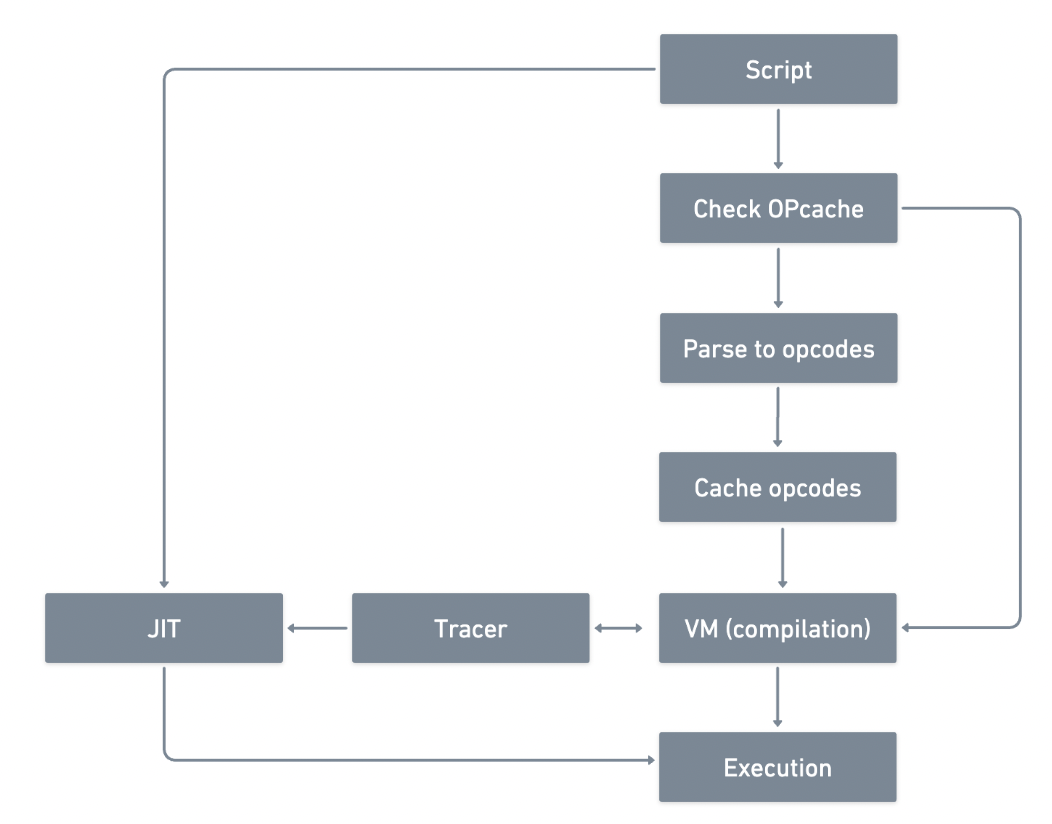 Script
Check OPcache
Parse to opcodes
Cache opcodes
JIT
Tracer
VM (compilation)
Execution